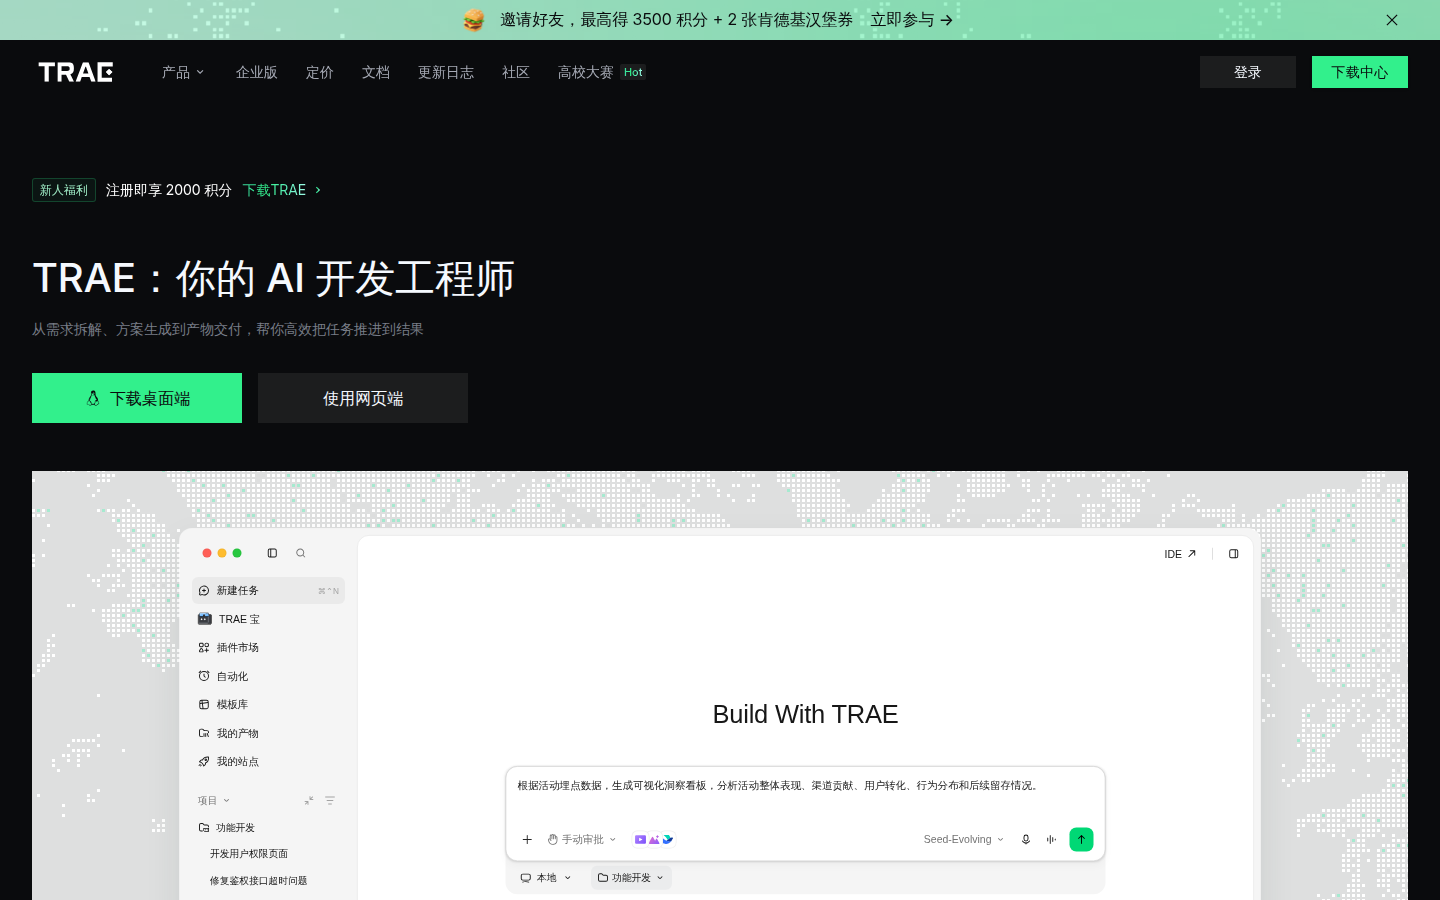 邀请好友，最高得 3500 积分 + 2 张肯德基汉堡券 立即参与 →
TRAE 产品 企业版 定价 文档 更新日志 社区 高校大赛 Hot 登录 下载中心
新人福利 注册即享 2000 积分 下载TRAE
TRAE：你的 AI 开发工程师
从需求拆解、方案生成到产物交付，帮你高效把任务推进到结果
下载桌面端 使用网页端
IDE
新建任务 ⌘⌃N
TRAE 宝
插件市场
自动化
模板库
我的产物
我的站点
项目
功能开发
开发用户权限页面
修复鉴权接口超时问题
Build With TRAE
根据活动埋点数据，生成可视化洞察看板，分析活动整体表现、渠道贡献、用户转化、行为分布和后续留存情况。
手动审批 Seed-Evolving
本地 功能开发